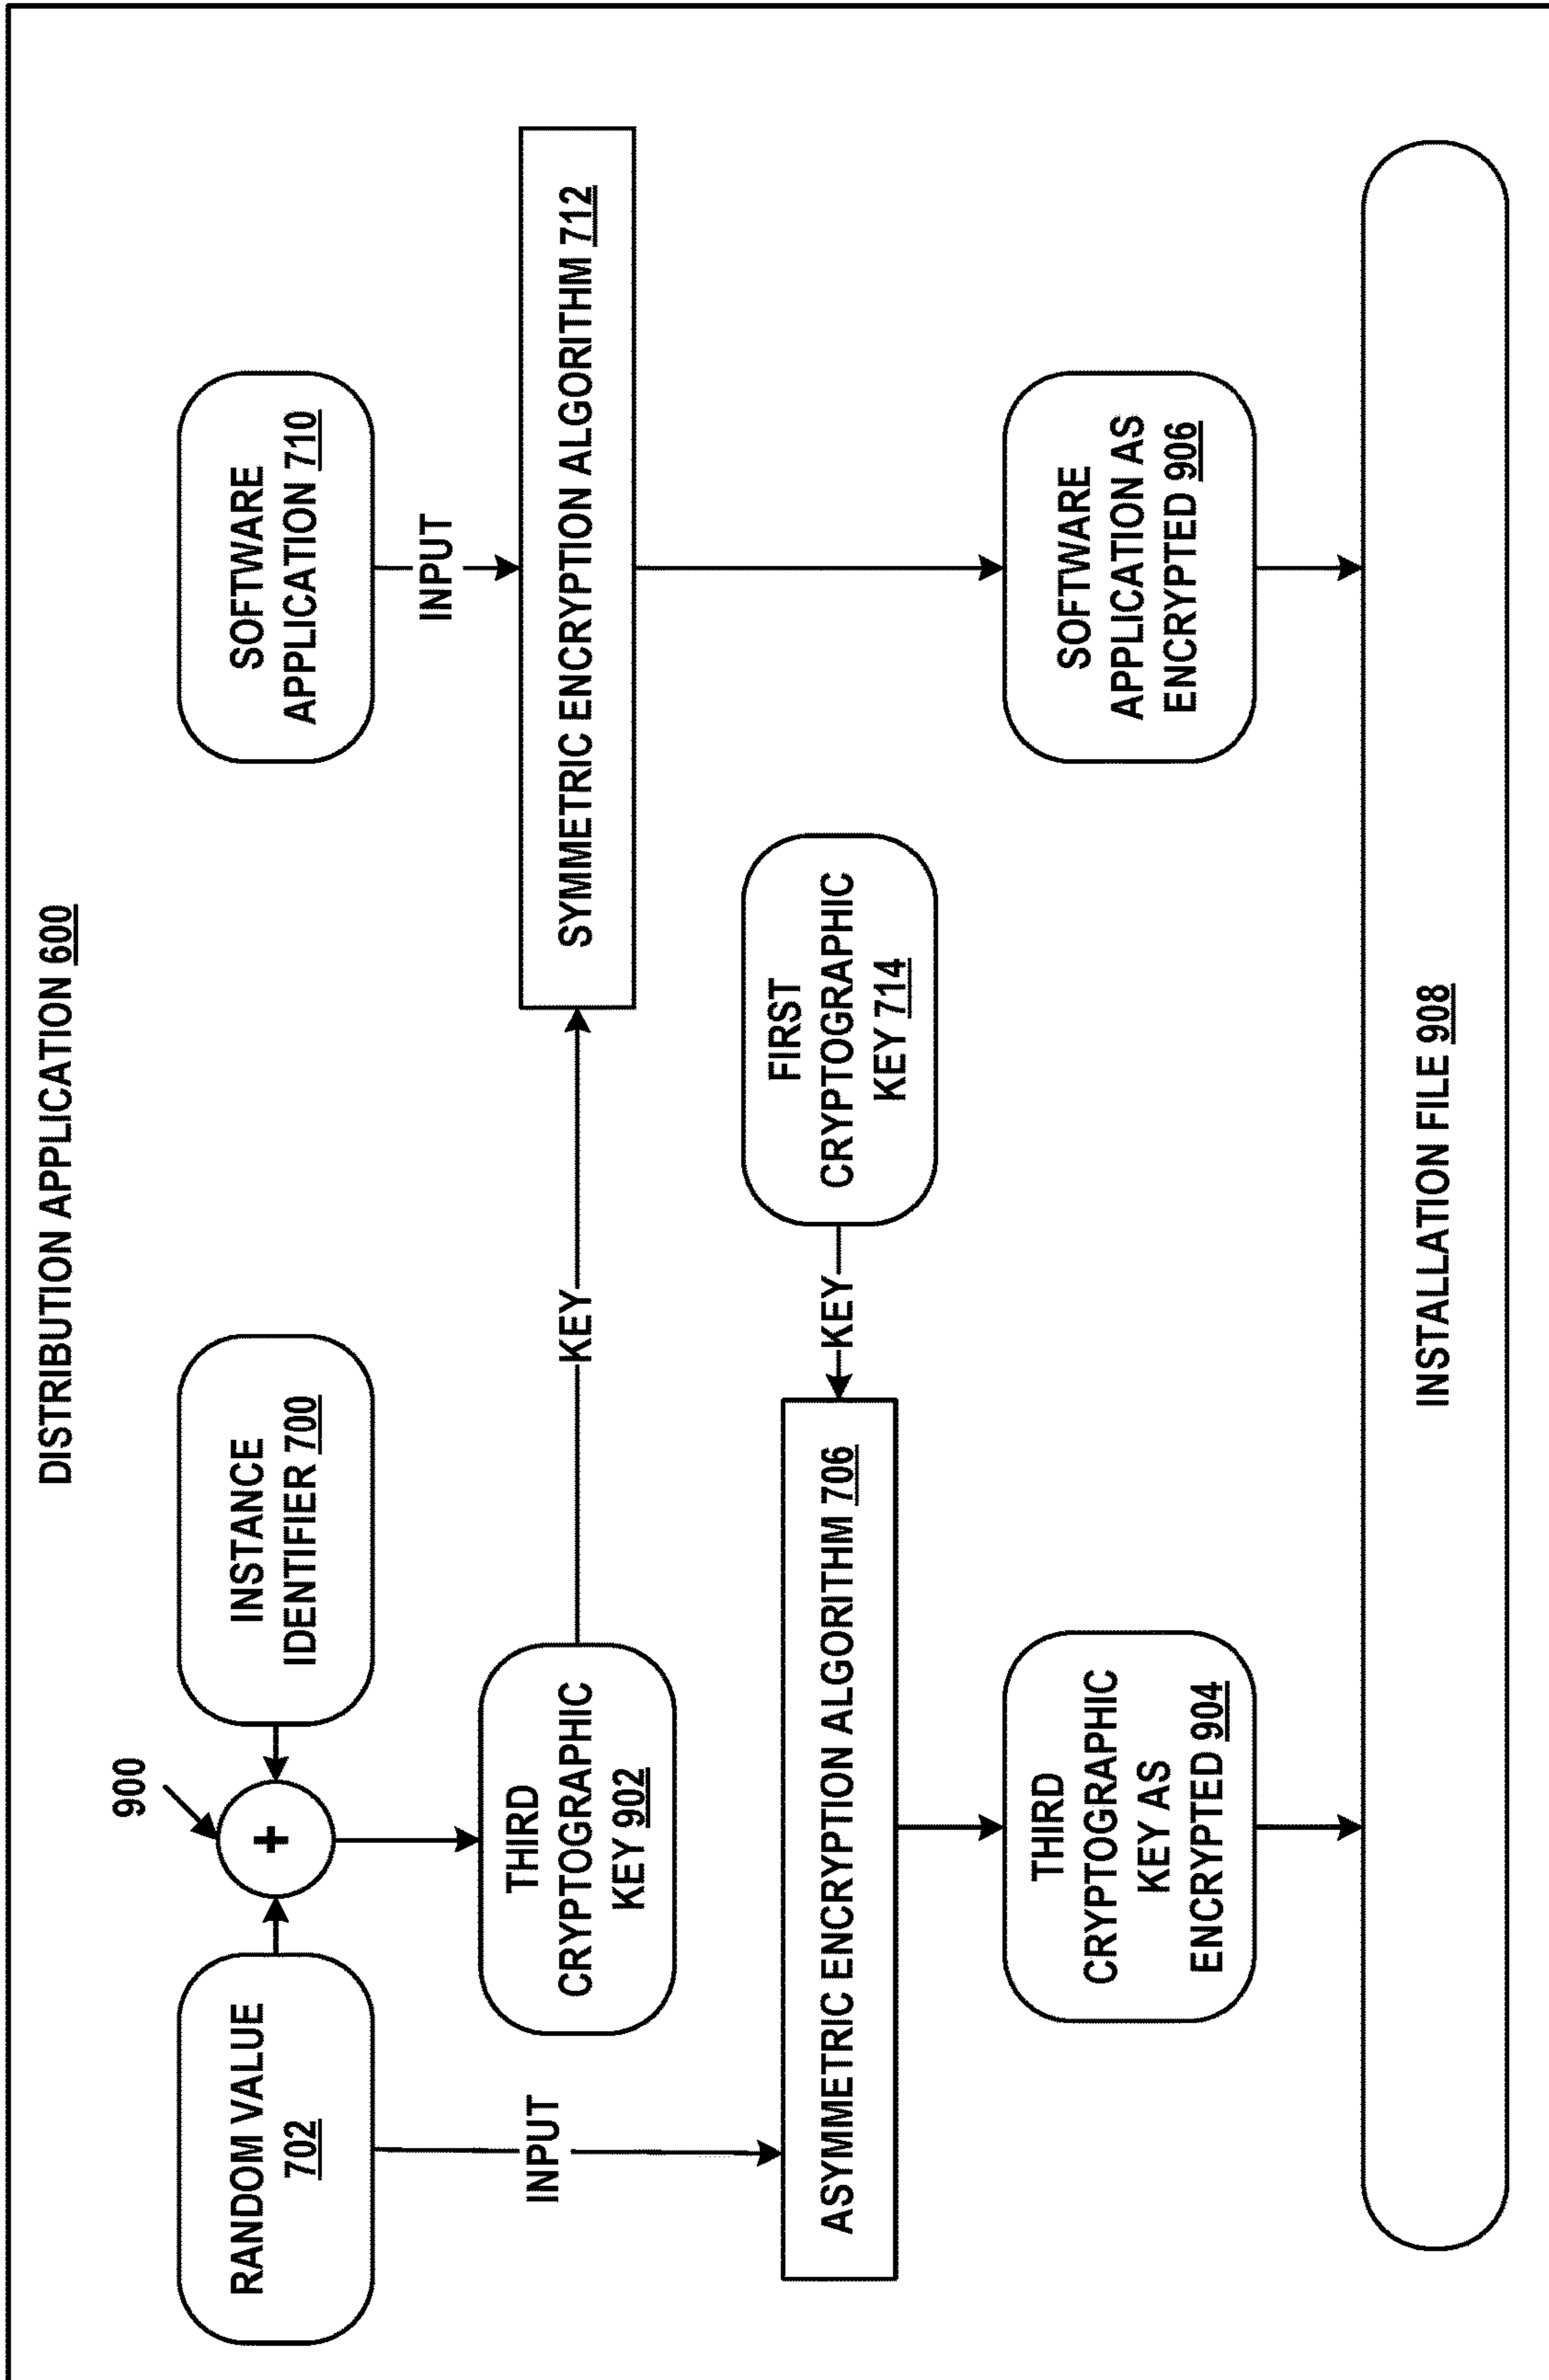 DISTRIBUTION APPLICATION 600
900
RANDOM VALUE
702
+
INSTANCE
IDENTIFIER 700
SOFTWARE
APPLICATION 710
INPUT
INPUT
THIRD
CRYPTOGRAPHIC
KEY 902
KEY
SYMMETRIC ENCRYPTION ALGORITHM 712
FIRST
CRYPTOGRAPHIC
KEY 714
KEY
ASYMMETRIC ENCRYPTION ALGORITHM 706
THIRD
CRYPTOGRAPHIC
KEY AS
ENCRYPTED 904
SOFTWARE
APPLICATION AS
ENCRYPTED 906
INSTALLATION FILE 908